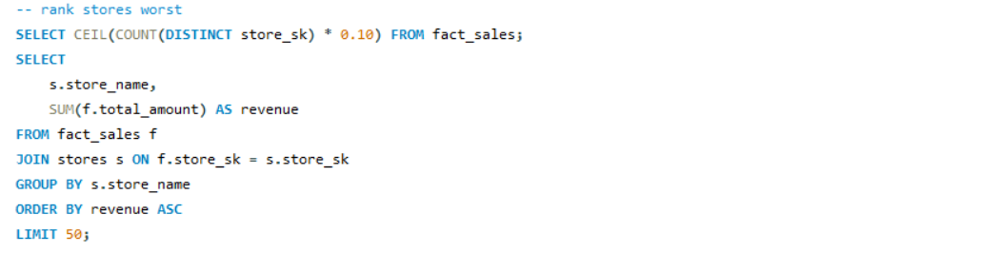 -- rank stores worst
SELECT CEIL(COUNT(DISTINCT store_sk) * 0.10) FROM fact_sales;
SELECT
    s.store_name,
    SUM(f.total_amount) AS revenue
FROM fact_sales f
JOIN stores s ON f.store_sk = s.store_sk
GROUP BY s.store_name
ORDER BY revenue ASC
LIMIT 50;